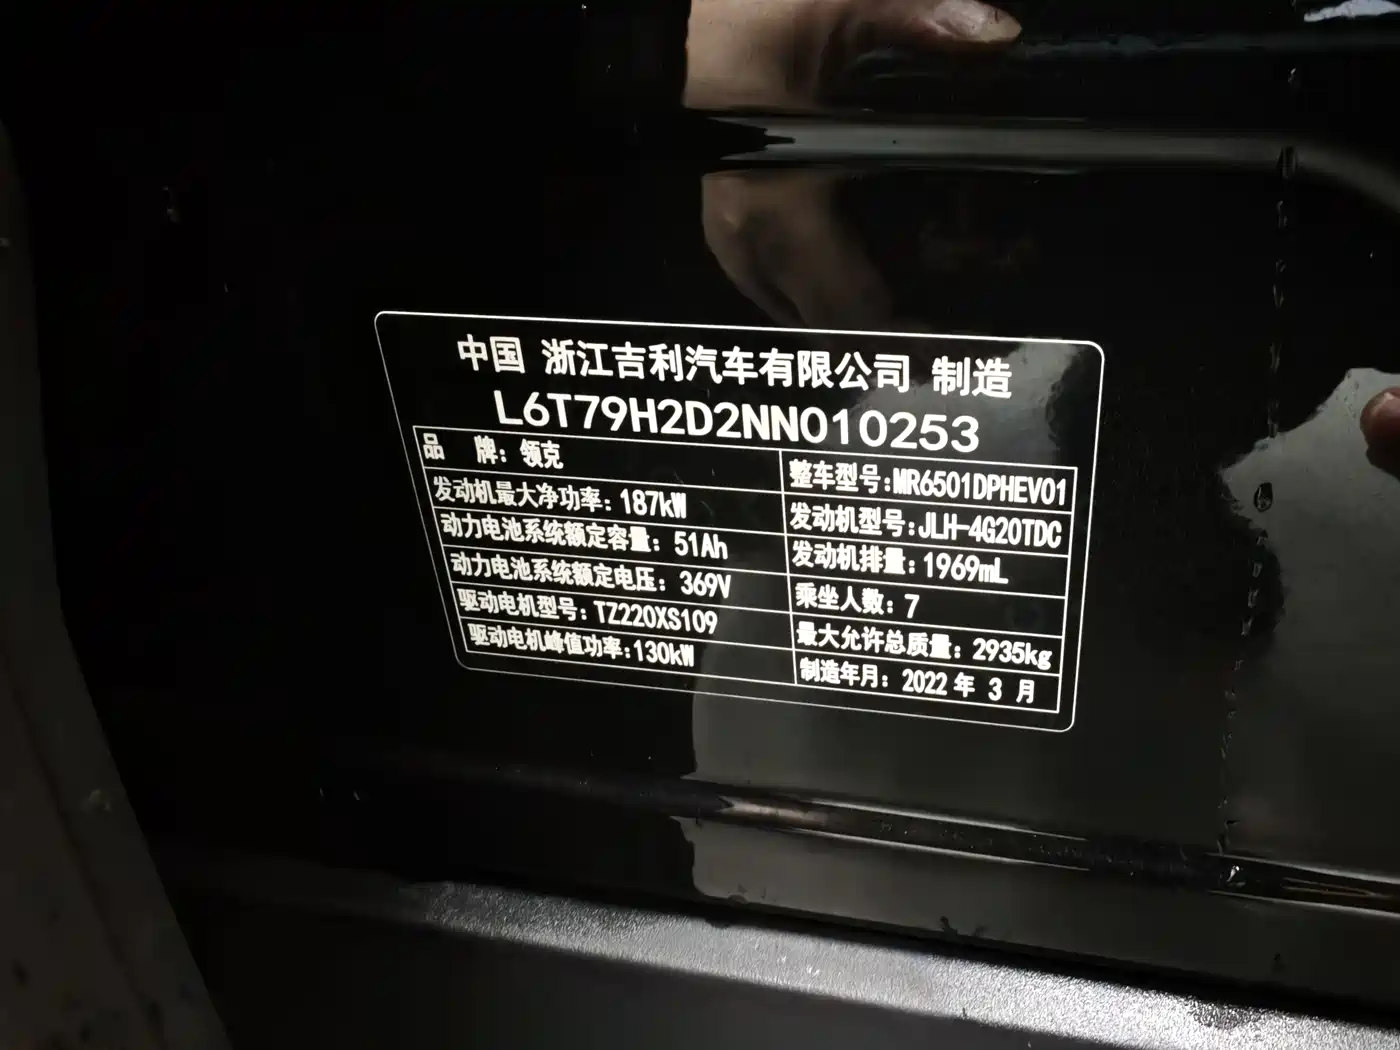 中国 浙江吉利汽车有限公司 制造
L6T79H2D2NN010253
品 牌：领克 整车型号：MR6501DPHEV01
发动机最大净功率：187kW 发动机型号：JLH-4G20TDC
动力电池系统额定容量：51Ah 发动机排量：1969mL
动力电池系统额定电压：369V 乘坐人数：7
驱动电机型号：TZ220XS109 最大允许总质量：2935kg
驱动电机峰值功率：130kW 制造年月：2022 年 3 月